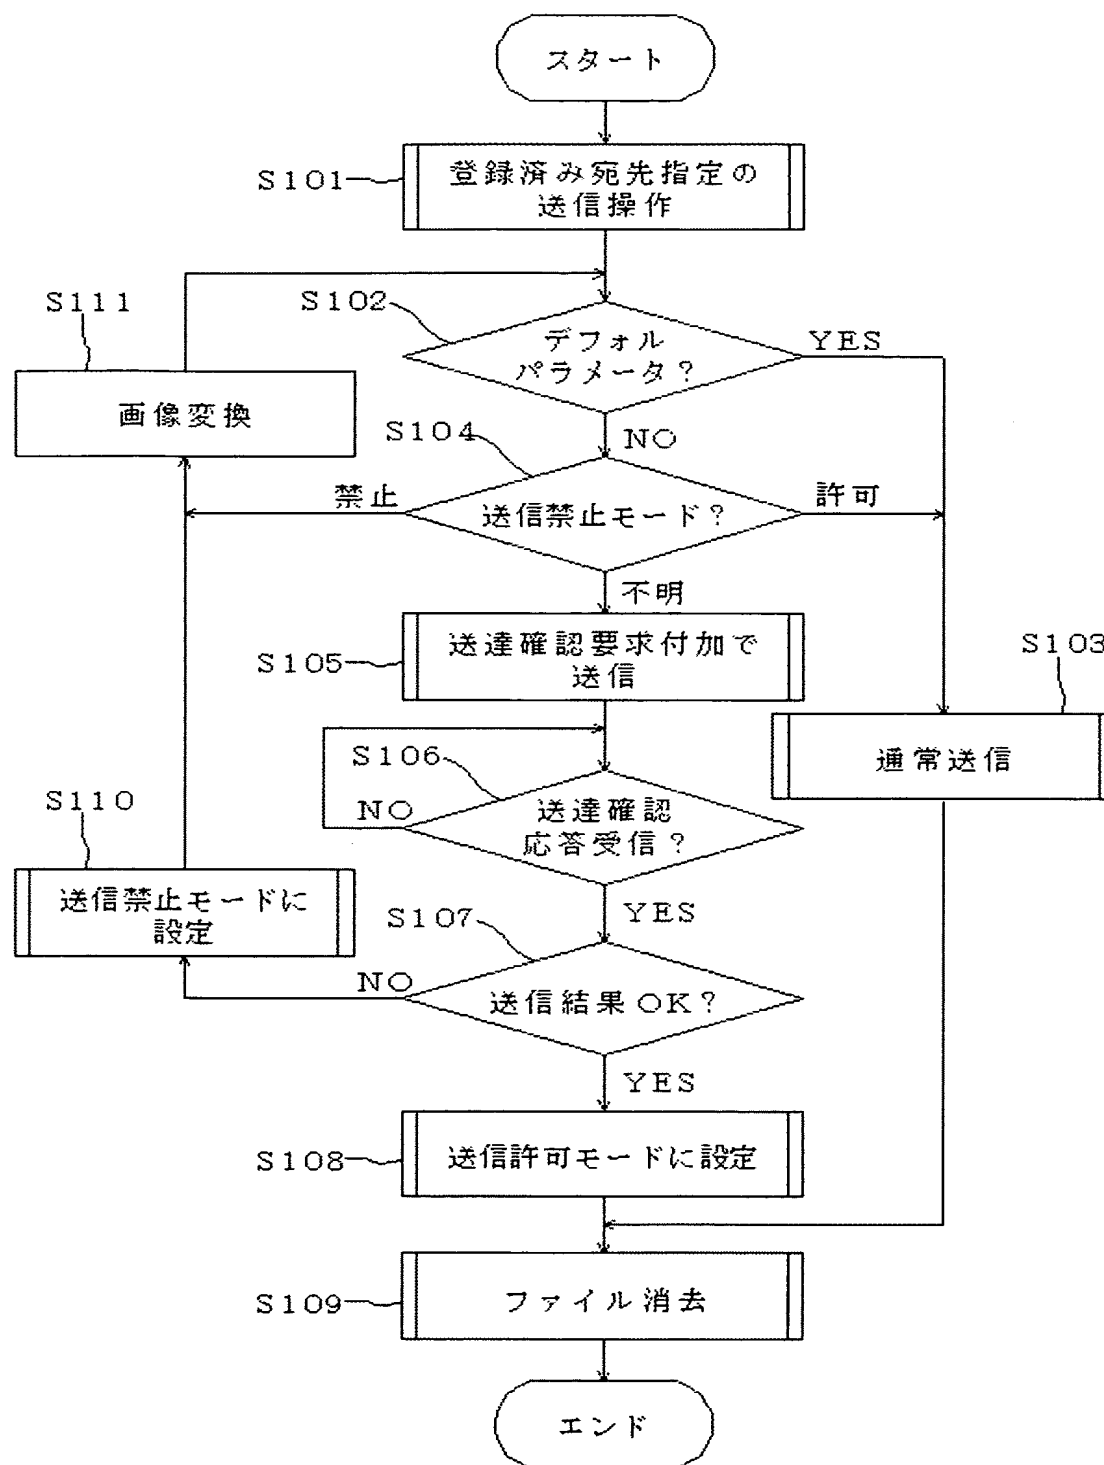 スタート
S101
登録済み宛先指定の
送信操作
S111
S102
デフォル
パラメータ?
YES
画像変換
S104
NO
禁止
送信禁止モード?
許可
不明
S105
送達確認要求付加で
送信
S103
通常送信
S106
NO
送達確認
応答受信?
S110
送信禁止モードに
設定
YES
S107
NO
送信結果OK?
YES
S108
送信許可モードに設定
S109
ファイル消去
エンド